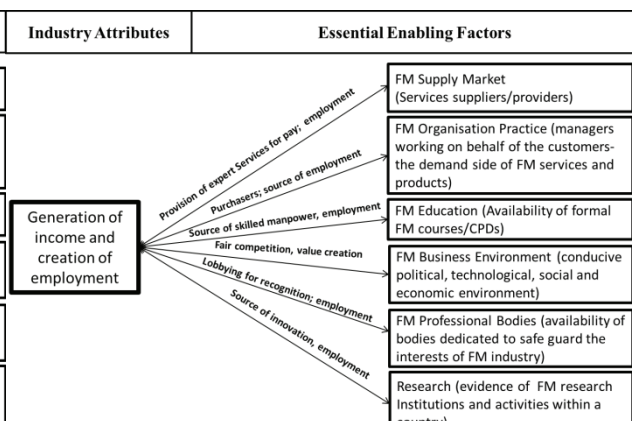 Industry Attributes
Essential Enabling Factors
Generation of
income and
creation of
employment
Provision of expert Services for pay; employment
Purchasers; source of employment
Source of skilled manpower, employment
Fair competition, value creation
Lobbying for recognition; employment
Source of innovation, employment
FM Supply Market
(Services suppliers/providers)
FM Organisation Practice (managers
working on behalf of the customers-
the demand side of FM services and
products)
FM Education (Availability of formal
FM courses/CPDs)
FM Business Environment (conducive
political, technological, social and
economic environment)
FM Professional Bodies (availability of
bodies dedicated to safe guard the
interests of FM industry)
Research (evidence of FM research
Institutions and activities within a
country)